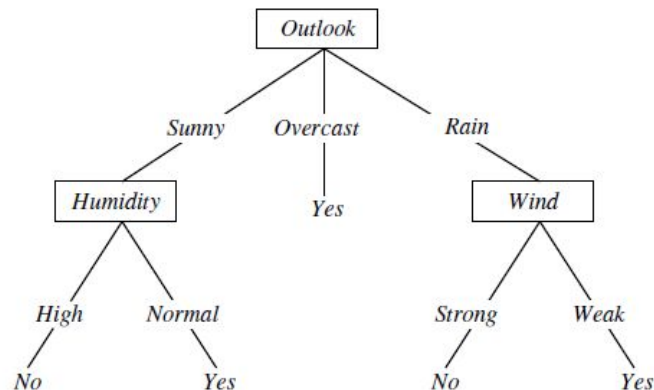 Outlook
Sunny Overcast Rain
Humidity Yes Wind
High Normal Strong Weak
No Yes No Yes